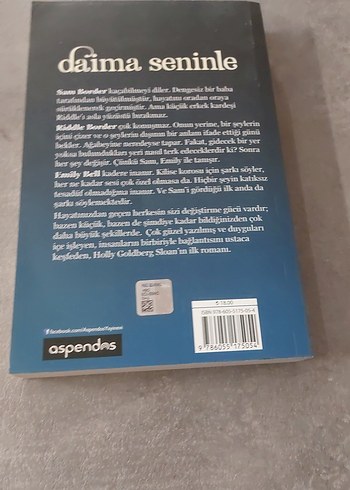 daima seninle
Sam Border kaçabilmeyi diler. Dengesiz bir baba
tarafından büyütülmüştür, hayatını oradan oraya
sürüklenerek geçirmiştir. Ama küçük erkek kardeşi
Riddle'ı asla yüzüstü bırakmaz.
Riddle Border çok konuşmaz. Onun yerine, bir şeylerin
içini çizer ve o şeylerin dışının bir anlam ifade ettiği günü
bekler. Ağabeyine neredeyse tapar. Fakat, gidecek bir yer
yoksa bulundukları yeri nasıl terk edeceklerdir ki? Sonra
her şey değişir. Çünkü Sam, Emily ile tanışır.
Emily Bell kadere inanır. Kilise korosu için şarkı söyler,
her ne kadar sesi çok özel olmasa da. Hiçbir şeyin katıksız
tesadüf olmadığına inanır. Ve Sam'i gördüğü ilk anda da
şarkı söylemektedir.
Hayatınızdan geçen herkesin sizi değiştirme gücü vardır;
bazen küçük, bazen de şimdiye kadar bildiğinizden çok
daha büyük şekillerde. Çok güzel yazılmış ve duyguları
içe işleyen, insanların birbiriyle bağlantısını ustaca
keşfeden, Holly Goldberg Sloan'ın ilk romanı.
facebook.com/AspendosYayinevi
aspendos
ISBN 978-605-5175-05-4
9 786055 175054